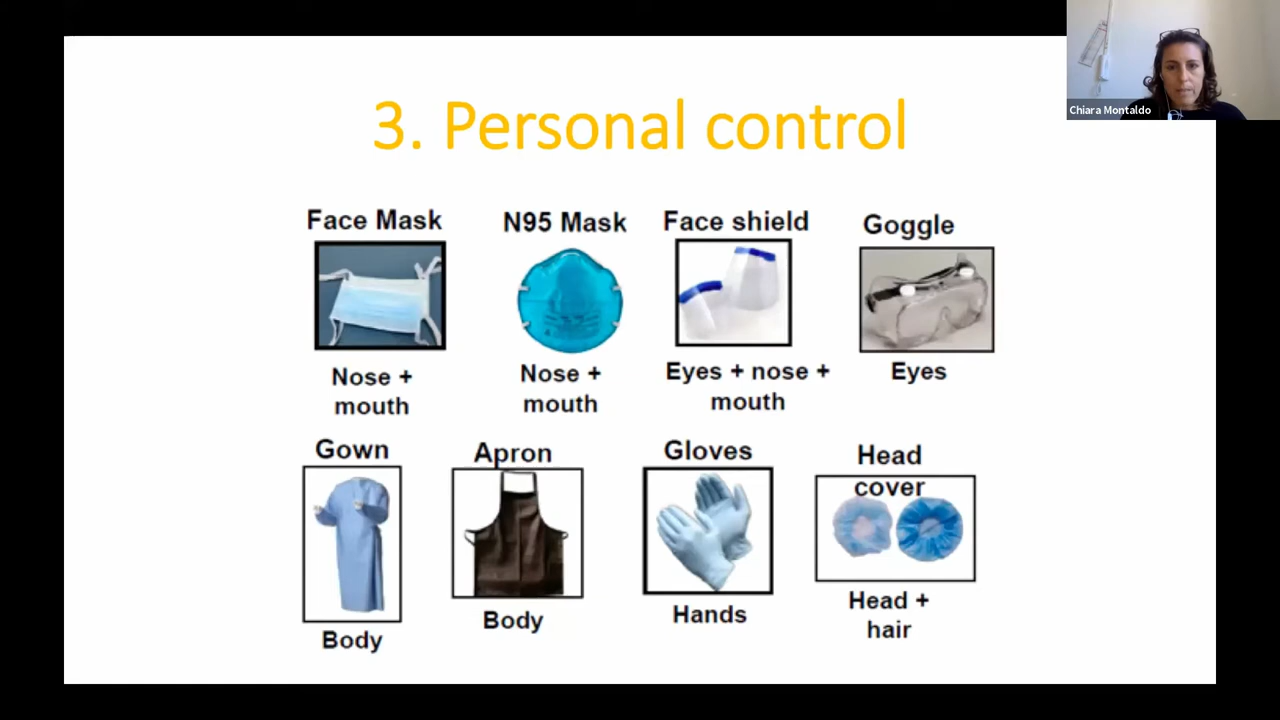 Chiara Montaldo
3. Personal control
Face Mask
N95 Mask
Face shield
Goggle
Nose +
mouth
Nose +
mouth
Eyes + nose +
mouth
Eyes
Gown
Apron
Gloves
Head
cover
Body
Body
Hands
Head +
hair